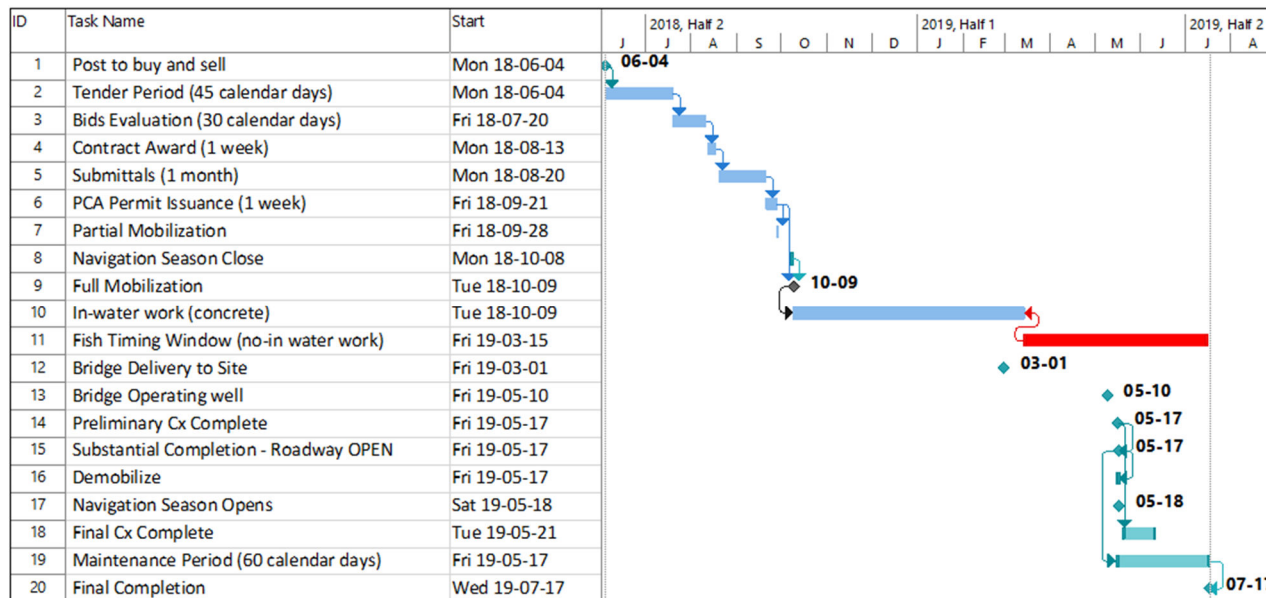 ID Task Name Start 2018, Half 2 2019, Half 1 2019, Half 2
J J A S O N D J F M A M J J A
1 Post to buy and sell Mon 18-06-04 06-04
2 Tender Period (45 calendar days) Mon 18-06-04
3 Bids Evaluation (30 calendar days) Fri 18-07-20
4 Contract Award (1 week) Mon 18-08-13
5 Submittals (1 month) Mon 18-08-20
6 PCA Permit Issuance (1 week) Fri 18-09-21
7 Partial Mobilization Fri 18-09-28
8 Navigation Season Close Mon 18-10-08
9 Full Mobilization Tue 18-10-09 10-09
10 In-water work (concrete) Tue 18-10-09
11 Fish Timing Window (no-in water work) Fri 19-03-15
12 Bridge Delivery to Site Fri 19-03-01 03-01
13 Bridge Operating well Fri 19-05-10 05-10
14 Preliminary Cx Complete Fri 19-05-17 05-17
15 Substantial Completion - Roadway OPEN Fri 19-05-17 05-17
16 Demobilize Fri 19-05-17
17 Navigation Season Opens Sat 19-05-18 05-18
18 Final Cx Complete Tue 19-05-21
19 Maintenance Period (60 calendar days) Fri 19-05-17
20 Final Completion Wed 19-07-17 07-17